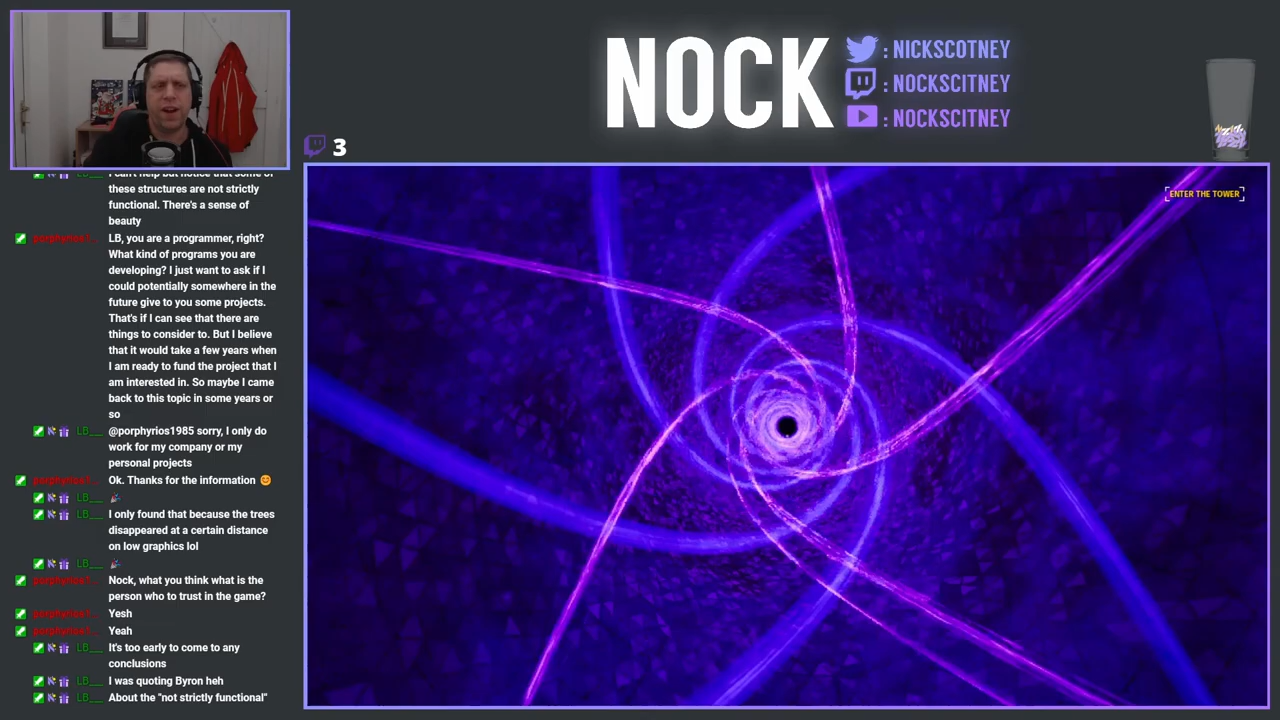 NOCK
: NICKSCOTNEY
: NOCKSCITNEY
: NOCKSCITNEY
3
ENTER THE TOWER
these structures are not strictly
functional. There's a sense of
beauty
LB, you are a programmer, right?
What kind of programs you are
developing? I just want to ask if I
could potentially somewhere in the
future give to you some projects.
That's if I can see that there are
things to consider to. But I believe
that it would take a few years when
I am ready to fund the project that I
am interested in. So maybe I came
back to this topic in some years or
so
LB__ @porphyrios1985 sorry, I only do
work for my company or my
personal projects
Ok. Thanks for the information 😊
LB__ 🎉
LB__ I only found that because the trees
disappeared at a certain distance
on low graphics lol
LB__ 🎉
Nock, what you think what is the
person who to trust in the game?
Yesh
Yeah
LB__ It's too early to come to any
conclusions
LB__ I was quoting Byron heh
LB__ About the "not strictly functional"